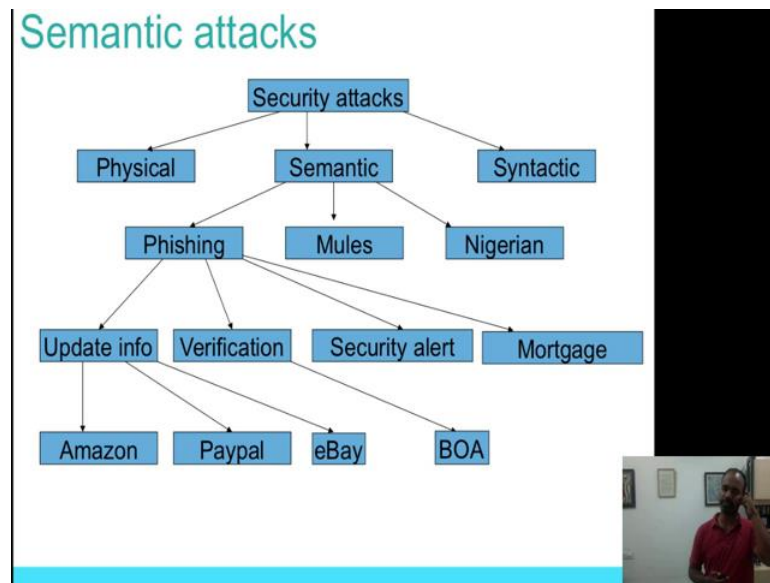 Semantic attacks
Security attacks
Physical
Semantic
Syntactic
Phishing
Mules
Nigerian
Update info
Verification
Security alert
Mortgage
Amazon
Paypal
eBay
BOA